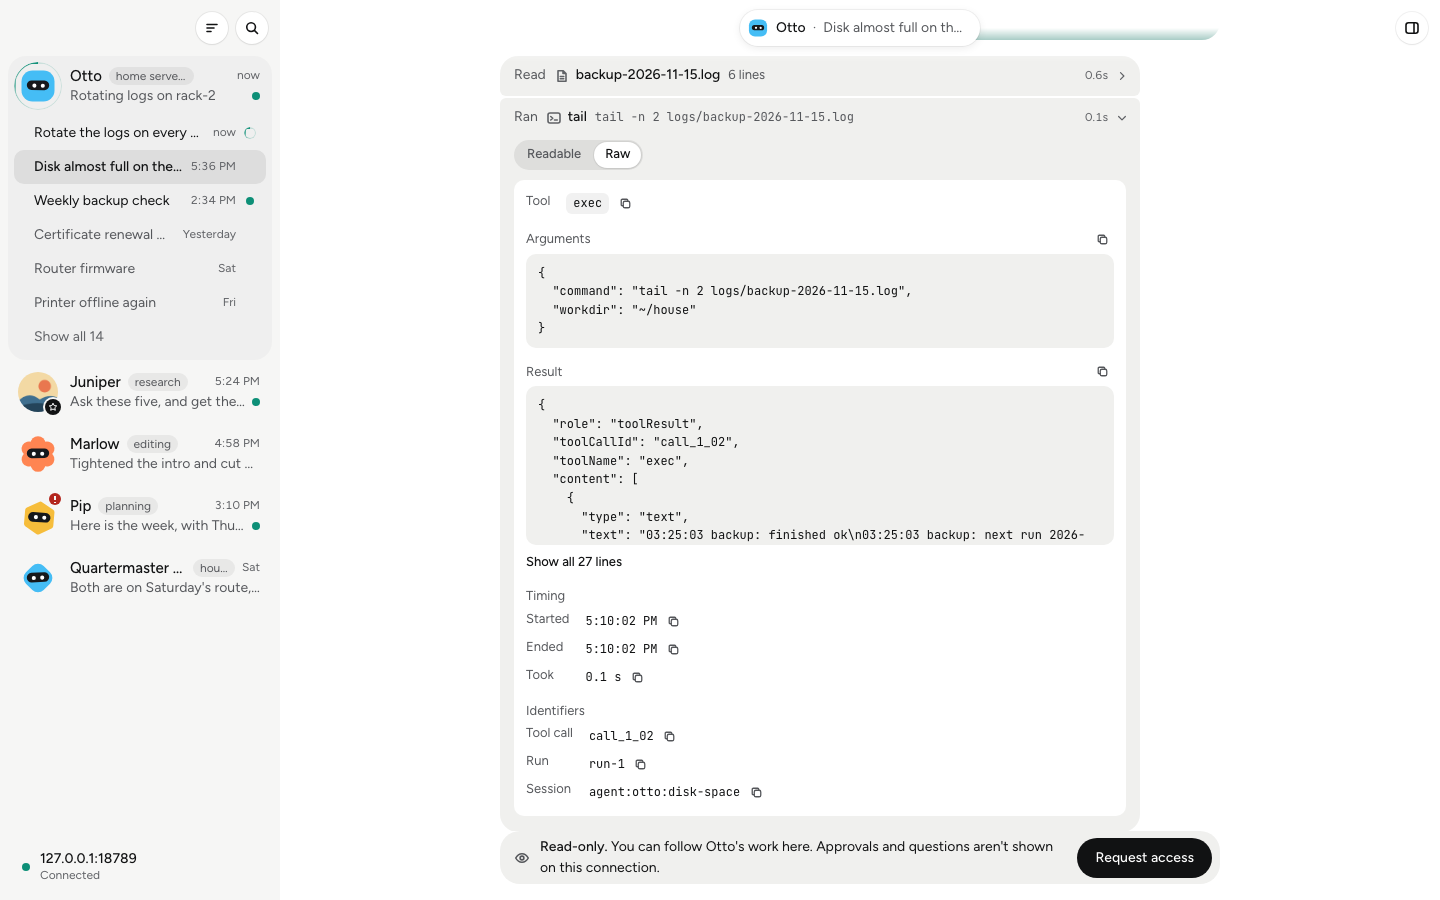 Otto home serve... now
Rotating logs on rack-2
Rotate the logs on every ... now
Disk almost full on the... 5:36 PM
Weekly backup check 2:34 PM
Certificate renewal ... Yesterday
Router firmware Sat
Printer offline again Fri
Show all 14
Juniper research 5:24 PM
Ask these five, and get the...
Marlow editing 4:58 PM
Tightened the intro and cut ...
Pip planning 3:10 PM
Here is the week, with Thu...
Quartermaster ... hou... Sat
Both are on Saturday's route,...
127.0.0.1:18789
Connected
Otto · Disk almost full on th...
Read backup-2026-11-15.log 6 lines 0.6s
Ran tail tail -n 2 logs/backup-2026-11-15.log 0.1s
Readable Raw
Tool exec
Arguments
{
"command": "tail -n 2 logs/backup-2026-11-15.log",
"workdir": "~/house"
}
Result
{
"role": "toolResult",
"toolCallId": "call_1_02",
"toolName": "exec",
"content": [
{
"type": "text",
"text": "03:25:03 backup: finished ok\n03:25:03 backup: next run 2026-
Show all 27 lines
Timing
Started 5:10:02 PM
Ended 5:10:02 PM
Took 0.1 s
Identifiers
Tool call call_1_02
Run run-1
Session agent:otto:disk-space
Read-only. You can follow Otto's work here. Approvals and questions aren't shown
on this connection.
Request access